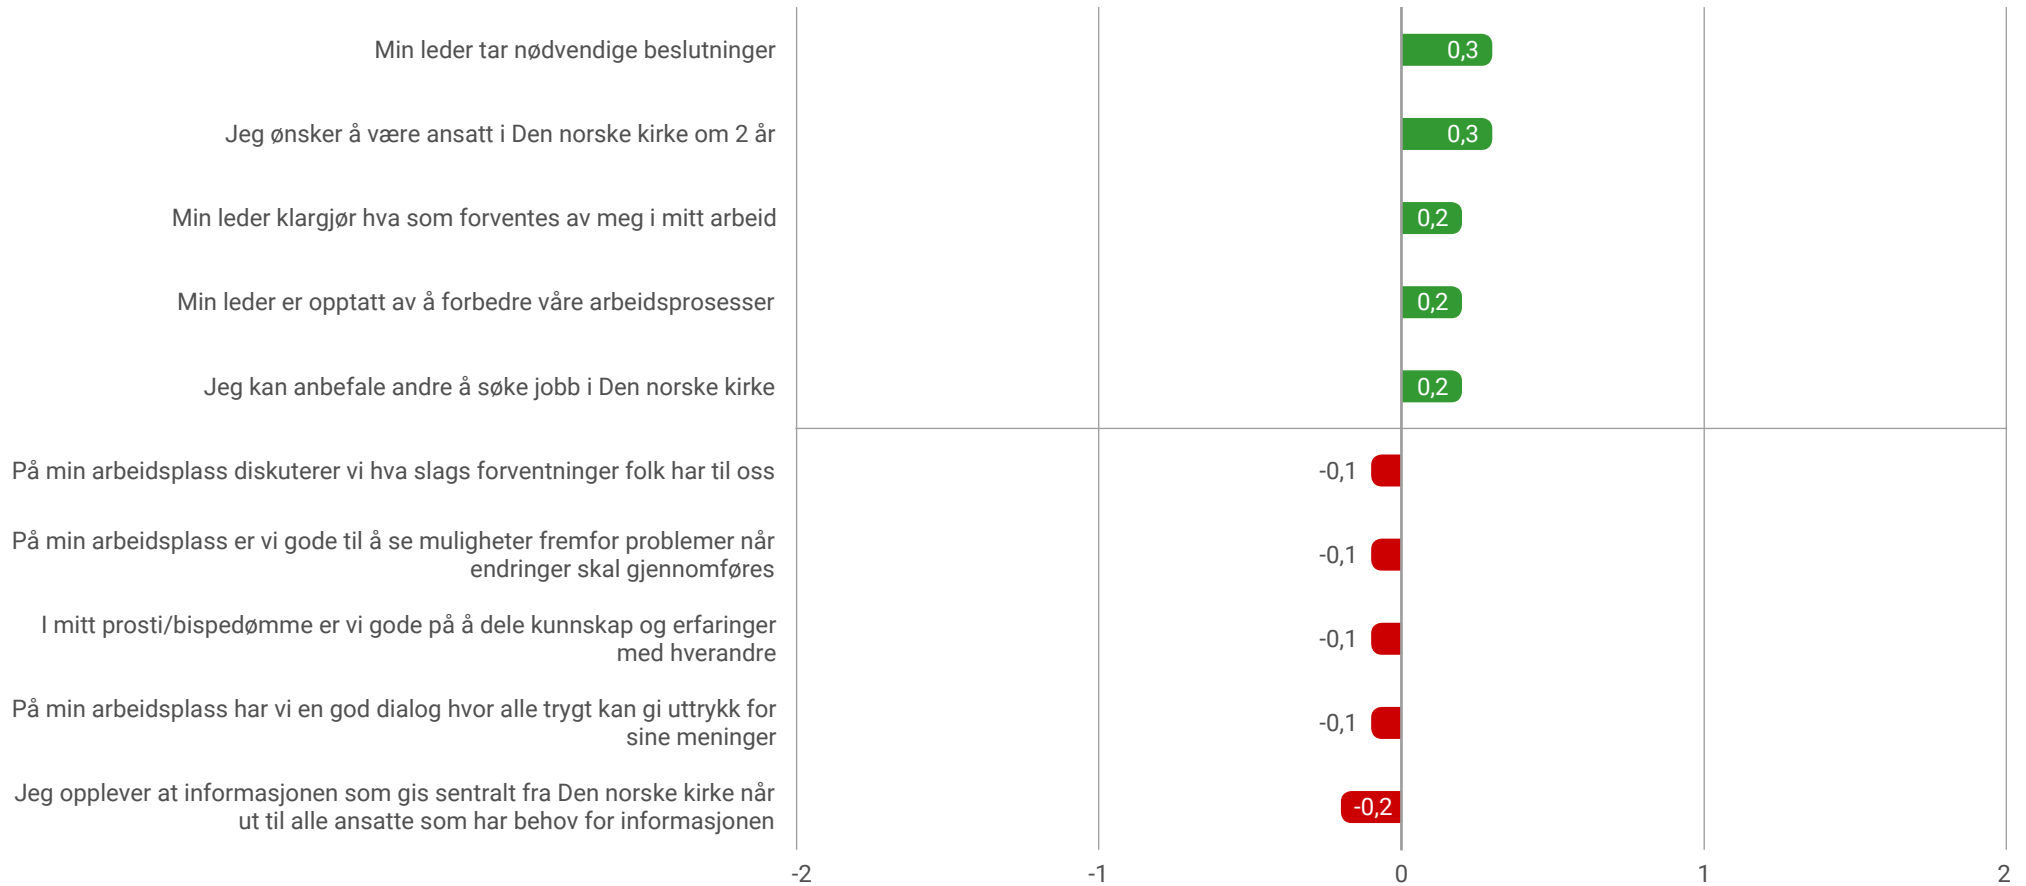 Min leder tar nødvendige beslutninger
0,3
Jeg ønsker å være ansatt i Den norske kirke om 2 år
0,3
Min leder klargjør hva som forventes av meg i mitt arbeid
0,2
Min leder er opptatt av å forbedre våre arbeidsprosesser
0,2
Jeg kan anbefale andre å søke jobb i Den norske kirke
0,2
På min arbeidsplass diskuterer vi hva slags forventninger folk har til oss
-0,1
På min arbeidsplass er vi gode til å se muligheter fremfor problemer når
endringer skal gjennomføres
-0,1
I mitt prosti/bispedømme er vi gode på å dele kunnskap og erfaringer
med hverandre
-0,1
På min arbeidsplass har vi en god dialog hvor alle trygt kan gi uttrykk for
sine meninger
-0,1
Jeg opplever at informasjonen som gis sentralt fra Den norske kirke når
ut til alle ansatte som har behov for informasjonen
-0,2
-2 -1 0 1 2